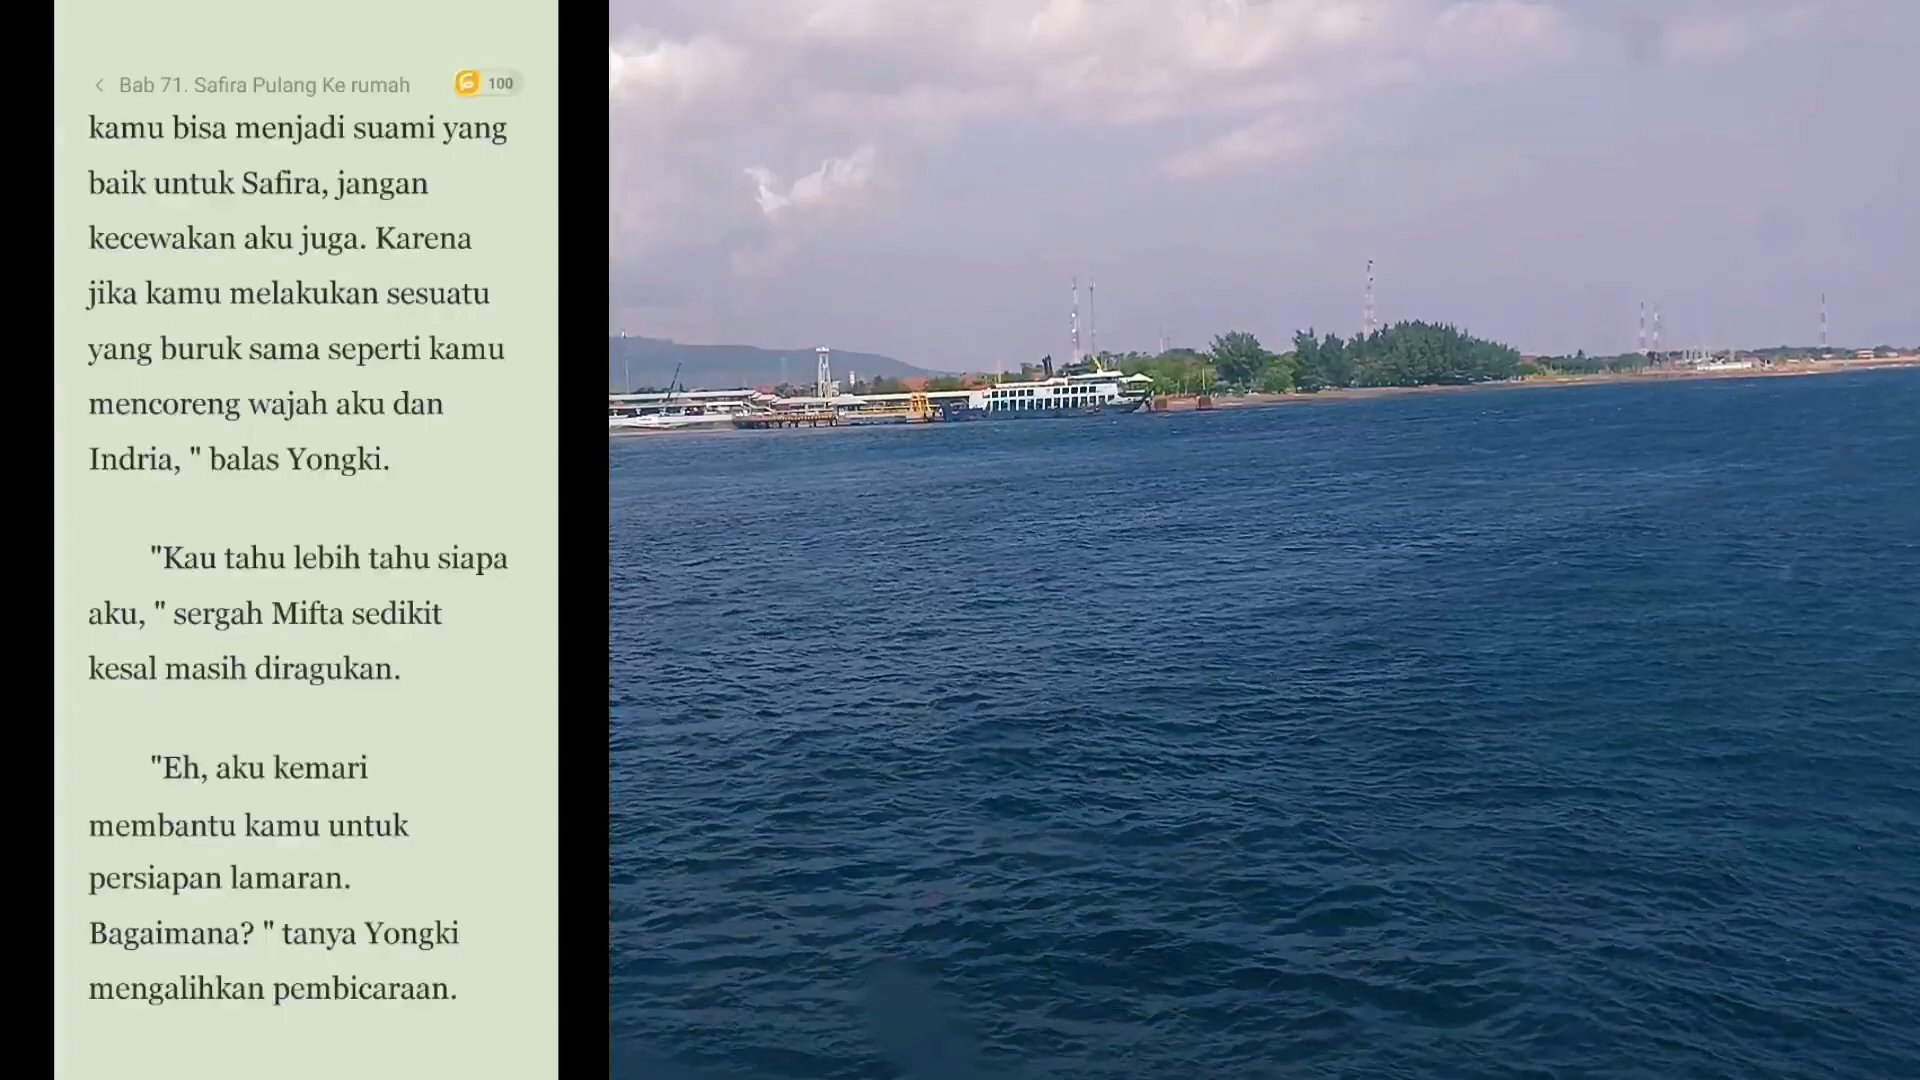 Bab 71. Safira Pulang Ke rumah
100
kamu bisa menjadi suami yang
baik untuk Safira, jangan
kecewakan aku juga. Karena
jika kamu melakukan sesuatu
yang buruk sama seperti kamu
mencoreng wajah aku dan
Indria, " balas Yongki.
"Kau tahu lebih tahu siapa
aku, " sergah Mifta sedikit
kesal masih diragukan.
"Eh, aku kemari
membantu kamu untuk
persiapan lamaran.
Bagaimana? " tanya Yongki
mengalihkan pembicaraan.